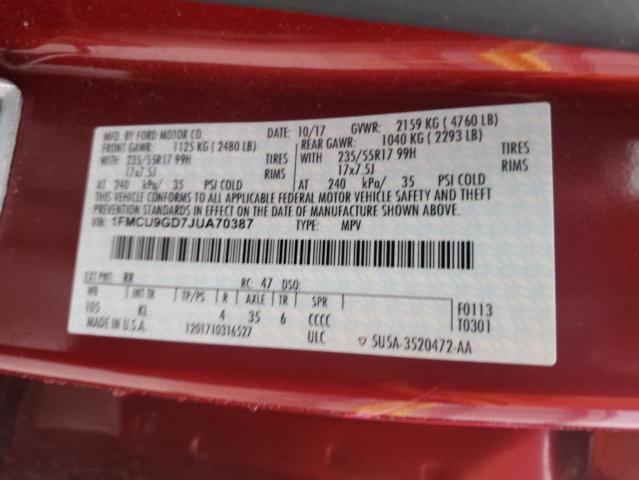 MFD. BY FORD MOTOR CO. DATE: 10/17 GVWR: 2159 KG ( 4760 LB)
FRONT GAWR: 1125 KG ( 2480 LB) REAR GAWR: 1040 KG ( 2293 LB)
WITH 235/55R17 99H TIRES WITH 235/55R17 99H TIRES
17x7.5J RIMS 17x7.5J RIMS
AT 240 kPa/ 35 PSI COLD AT 240 kPa/ 35 PSI COLD
THIS VEHICLE CONFORMS TO ALL APPLICABLE FEDERAL MOTOR VEHICLE SAFETY AND THEFT
PREVENTION STANDARDS IN EFFECT ON THE DATE OF MANUFACTURE SHOWN ABOVE.
VIN: 1FMCU9GD7JUA70387 TYPE: MPV
EXT PNT: RR RC: 47 DSO:
WB INT TR TP/PS R AXLE TR SPR
105 KL 4 35 6 CCCC F0113
MADE IN U.S.A. 1201710316527 ULC T0301
5U5A-3520472-AA